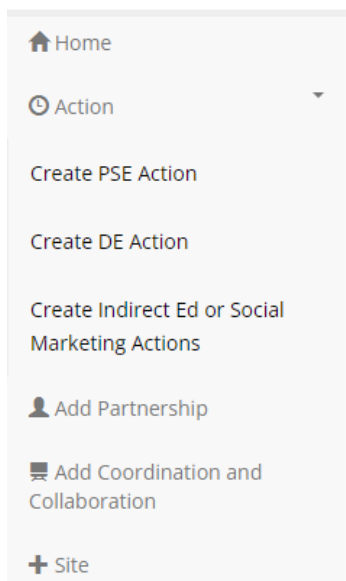 Home
Action
Create PSE Action
Create DE Action
Create Indirect Ed or Social
Marketing Actions
Add Partnership
Add Coordination and
Collaboration
Site